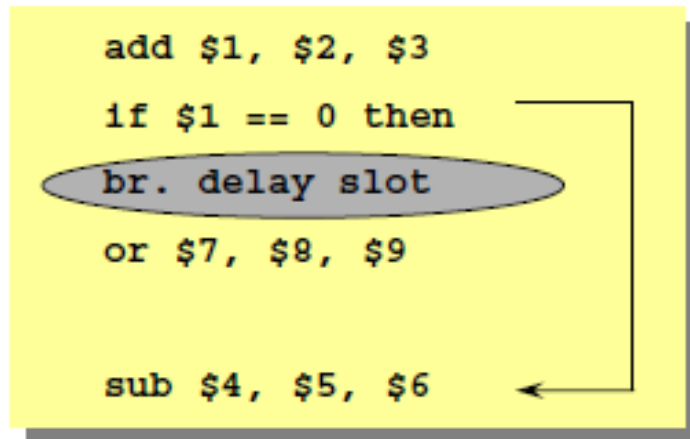 add $1, $2, $3
if $1 == 0 then
br. delay slot
or $7, $8, $9
sub $4, $5, $6